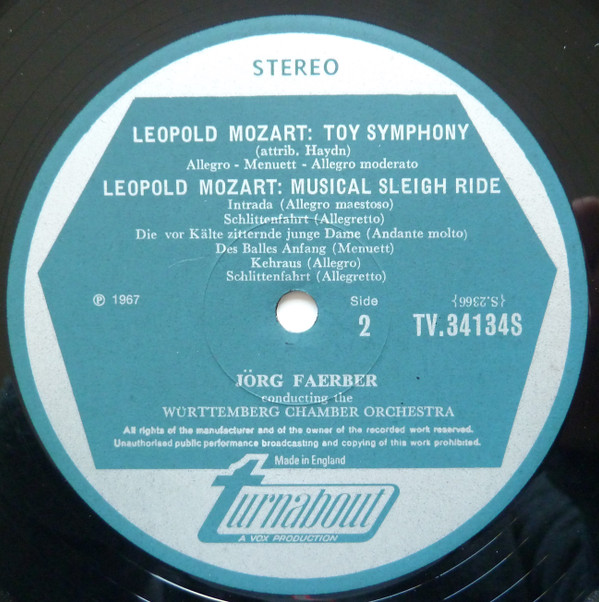 STEREO
LEOPOLD MOZART: TOY SYMPHONY
(attrib. Haydn)
Allegro - Menuett - Allegro moderato
LEOPOLD MOZART: MUSICAL SLEIGH RIDE
Intrada (Allegro maestoso)
Schlittenfahrt (Allegretto)
Die vor Kälte zitternde junge Dame (Andante molto)
Des Balles Anfang (Menuett)
Kehraus (Allegro)
Schlittenfahrt (Allegretto)
℗ 1967
Side
2
{S.2366}
TV.34134S
JÖRG FAERBER
conducting the
WÜRTTEMBERG CHAMBER ORCHESTRA
All rights of the manufacturer and of the owner of the recorded work reserved.
Unauthorised public performance broadcasting and copying of this work prohibited.
Made in England
turnabout
A VOX PRODUCTION